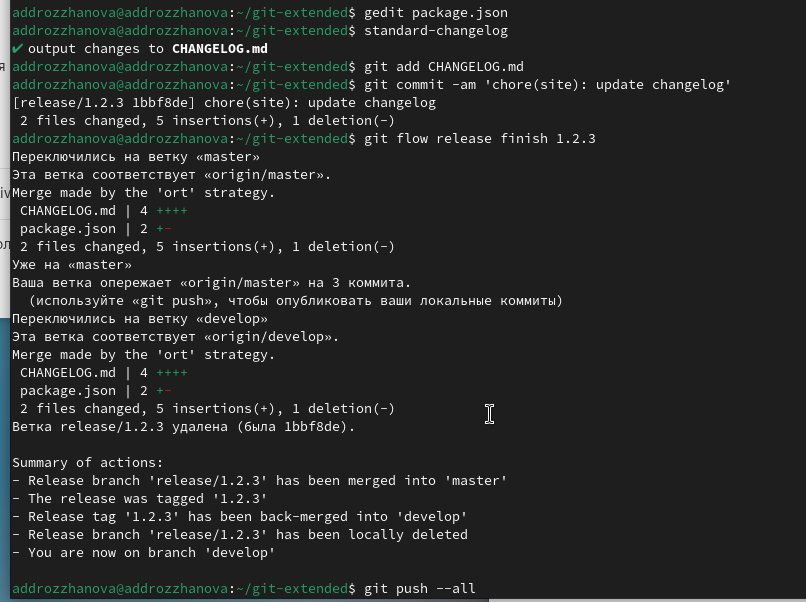 addrozzhanova@addrozzhanova:~/git-extended$ gedit package.json
addrozzhanova@addrozzhanova:~/git-extended$ standard-changelog
✔ output changes to CHANGELOG.md
addrozzhanova@addrozzhanova:~/git-extended$ git add CHANGELOG.md
addrozzhanova@addrozzhanova:~/git-extended$ git commit -am 'chore(site): update changelog'
[release/1.2.3 1bbf8de] chore(site): update changelog
 2 files changed, 5 insertions(+), 1 deletion(-)
addrozzhanova@addrozzhanova:~/git-extended$ git flow release finish 1.2.3
Переключились на ветку «master»
Эта ветка соответствует «origin/master».
Merge made by the 'ort' strategy.
 CHANGELOG.md | 4 ++++
 package.json | 2 +-
 2 files changed, 5 insertions(+), 1 deletion(-)
Уже на «master»
Ваша ветка опережает «origin/master» на 3 коммита.
  (используйте «git push», чтобы опубликовать ваши локальные коммиты)
Переключились на ветку «develop»
Эта ветка соответствует «origin/develop».
Merge made by the 'ort' strategy.
 CHANGELOG.md | 4 ++++
 package.json | 2 +-
 2 files changed, 5 insertions(+), 1 deletion(-)
Ветка release/1.2.3 удалена (была 1bbf8de).
Summary of actions:
- Release branch 'release/1.2.3' has been merged into 'master'
- The release was tagged '1.2.3'
- Release tag '1.2.3' has been back-merged into 'develop'
- Release branch 'release/1.2.3' has been locally deleted
- You are now on branch 'develop'
addrozzhanova@addrozzhanova:~/git-extended$ git push --all